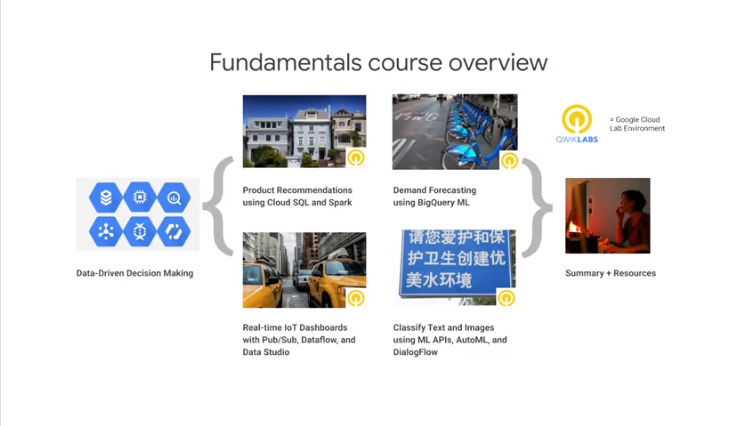 Fundamentals course overview
QWIKLABS
= Google Cloud
Lab Environment
Product Recommendations
using Cloud SQL and Spark
Demand Forecasting
using BigQuery ML
请您爱护和保
护卫生创建优
美水环境
Data-Driven Decision Making
Summary + Resources
Real-time IoT Dashboards
with Pub/Sub, Dataflow, and
Data Studio
Classify Text and Images
using ML APIs, AutoML, and
DialogFlow